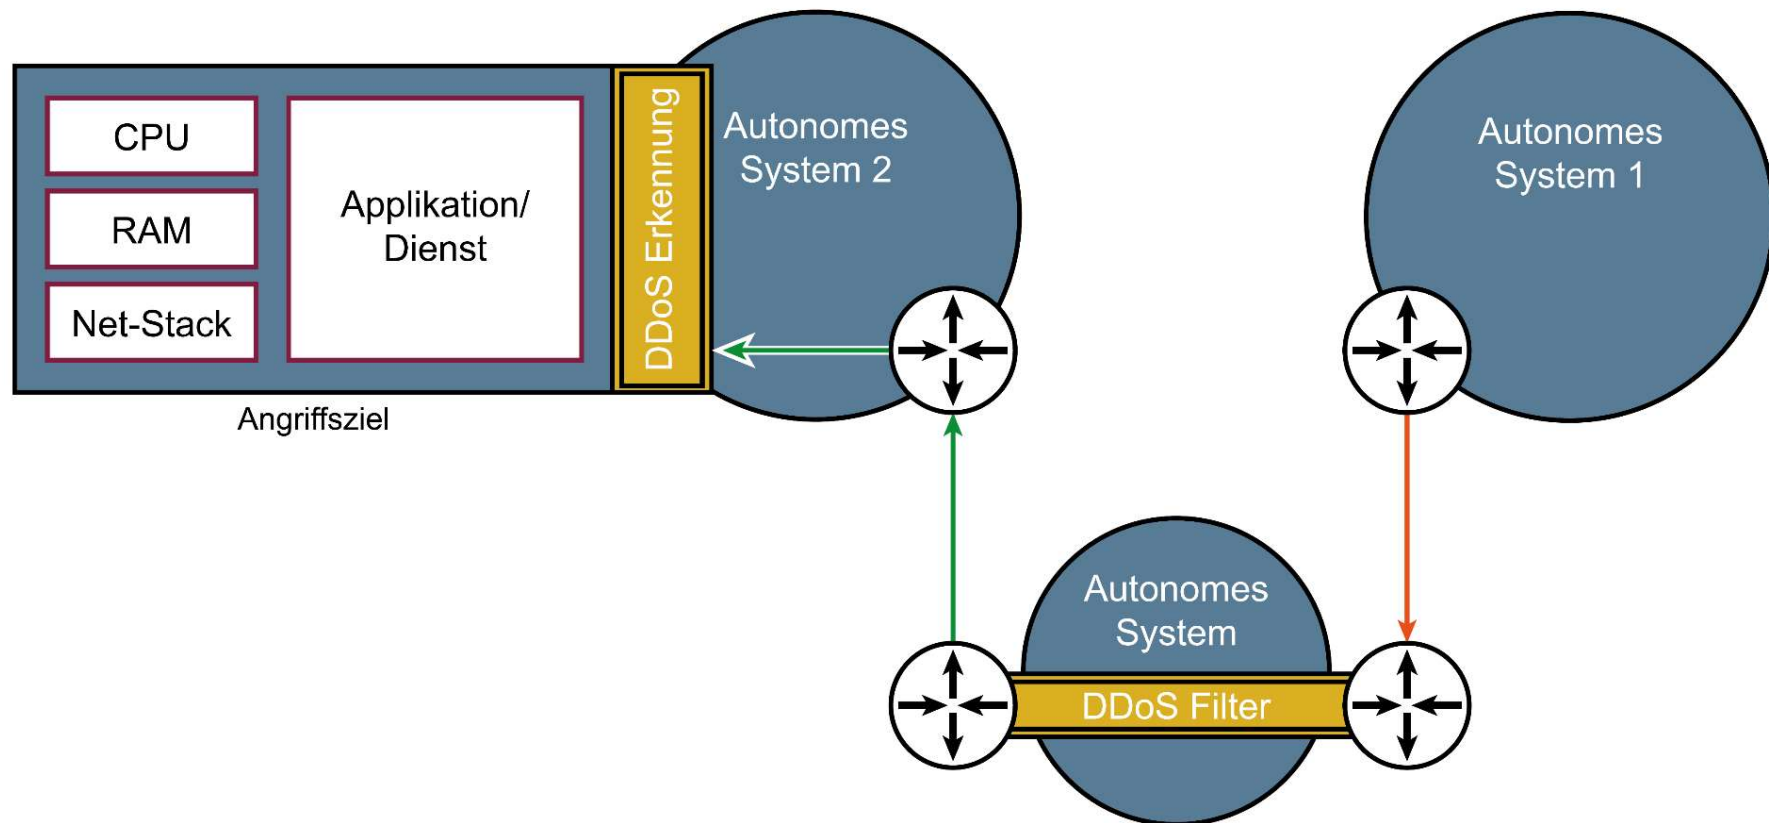 CPU
RAM
Net-Stack
Applikation/
Dienst
DDoS Erkennung
Angriffsziel
Autonomes
System 2
Autonomes
System 1
Autonomes
System
DDoS Filter